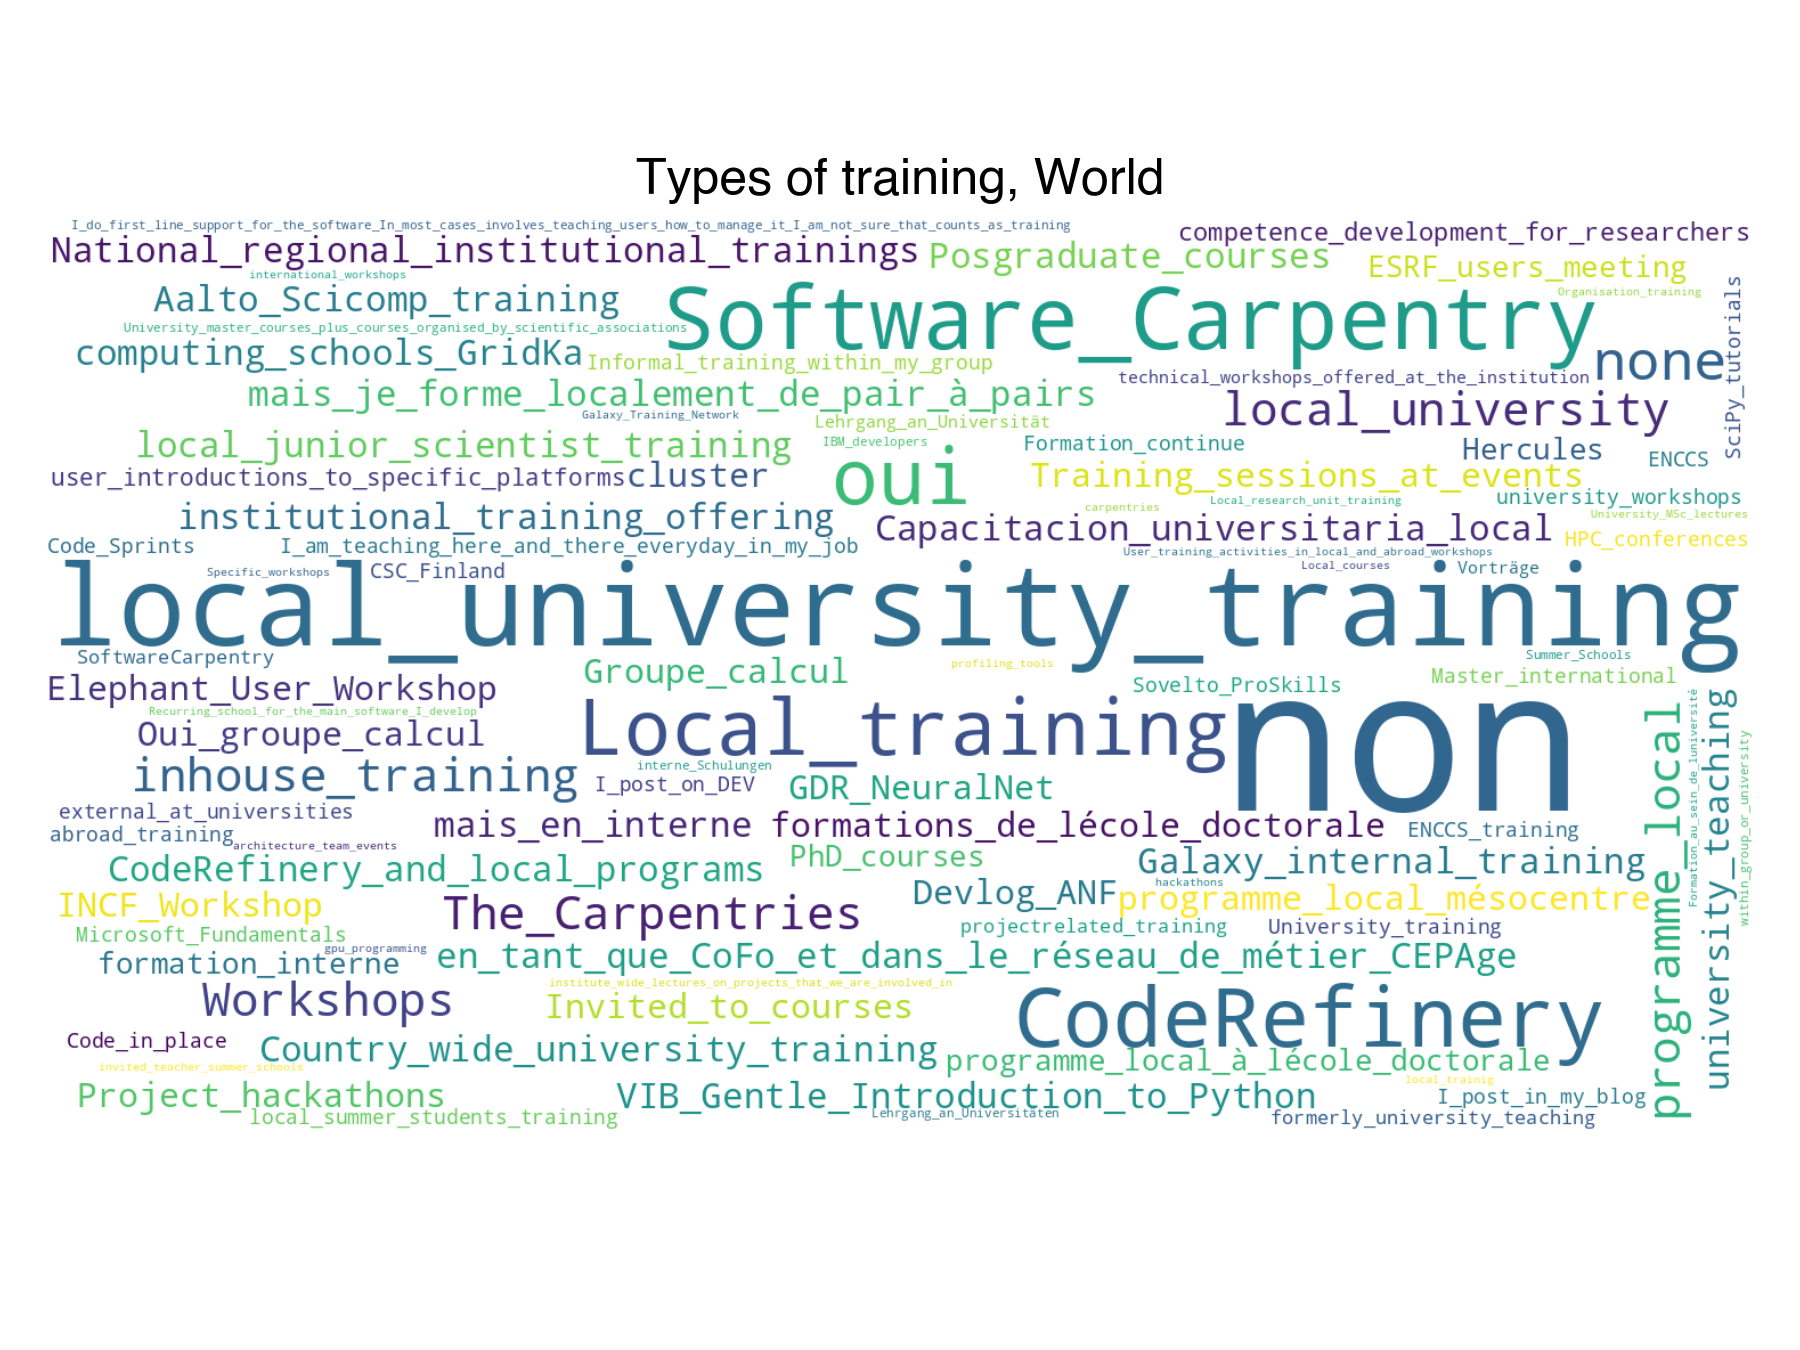 Types of training, World
I_do_first_line_support_for_the_software_In_most_cases_involves_teaching_users_how_to_manage_it_I_am_not_sure_that_counts_as_training
competence_development_for_researchers
National_regional_institutional_trainings
Posgraduate_courses
ESRF_users_meeting
international_workshops
Aalto_Scicomp_training
Software_Carpentry
Organisation_training
SciPy_tutorials
University_master_courses_plus_courses_organised_by_scientific_associations
computing_schools_GridKa
Informal_training_within_my_group
none
technical_workshops_offered_at_the_institution
mais_je_forme_localement_de_pair_à_pairs
local_university
Galaxy_Training_Network
Lehrgang_an_Universität
local_junior_scientist_training
IBM_developers
Formation_continue
Hercules
ENCCS
oui
user_introductions_to_specific_platforms
cluster
Training_sessions_at_events
Local_research_unit_training
university_workshops
carpentries
institutional_training_offering
Capacitacion_universitaria_local
University_MSc_lectures
HPC_conferences
Code_Sprints
I_am_teaching_here_and_there_everyday_in_my_job
User_training_activities_in_local_and_abroad_workshops
Specific_workshops
CSC_Finland
Local_courses
Vorträge
local_university_training
SoftwareCarpentry
Groupe_calcul
profiling_tools
Summer_Schools
Master_international
Elephant_User_Workshop
Sovelto_ProSkills
Recurring_school_for_the_main_software_I_develop
Local_training
non
Oui_groupe_calcul
programme_local
Formation_au_sein_de_luniversité
university_teaching
within_group_or_university
inhouse_training
interne_Schulungen
I_post_on_DEV
GDR_NeuralNet
external_at_universities
abroad_training
architecture_team_events
mais_en_interne
formations_de_lécole_doctorale
ENCCS_training
CodeRefinery_and_local_programs
PhD_courses
Galaxy_internal_training
INCF_Workshop
The_Carpentries
Devlog_ANF
hackathons
programme_local_mésocentre
Microsoft_Fundamentals
projectrelated_training
University_training
gpu_programming
formation_interne
en_tant_que_CoFo_et_dans_le_réseau_de_métier_CEPAge
institute_wide_lectures_on_projects_that_we_are_involved_in
Workshops
Invited_to_courses
CodeRefinery
Code_in_place
Country_wide_university_training
programme_local_à_lécole_doctorale
invited_teacher_summer_schools
local_trainig
Project_hackathons
VIB_Gentle_Introduction_to_Python
I_post_in_my_blog
local_summer_students_training
Lehrgang_an_Universitäten
formerly_university_teaching